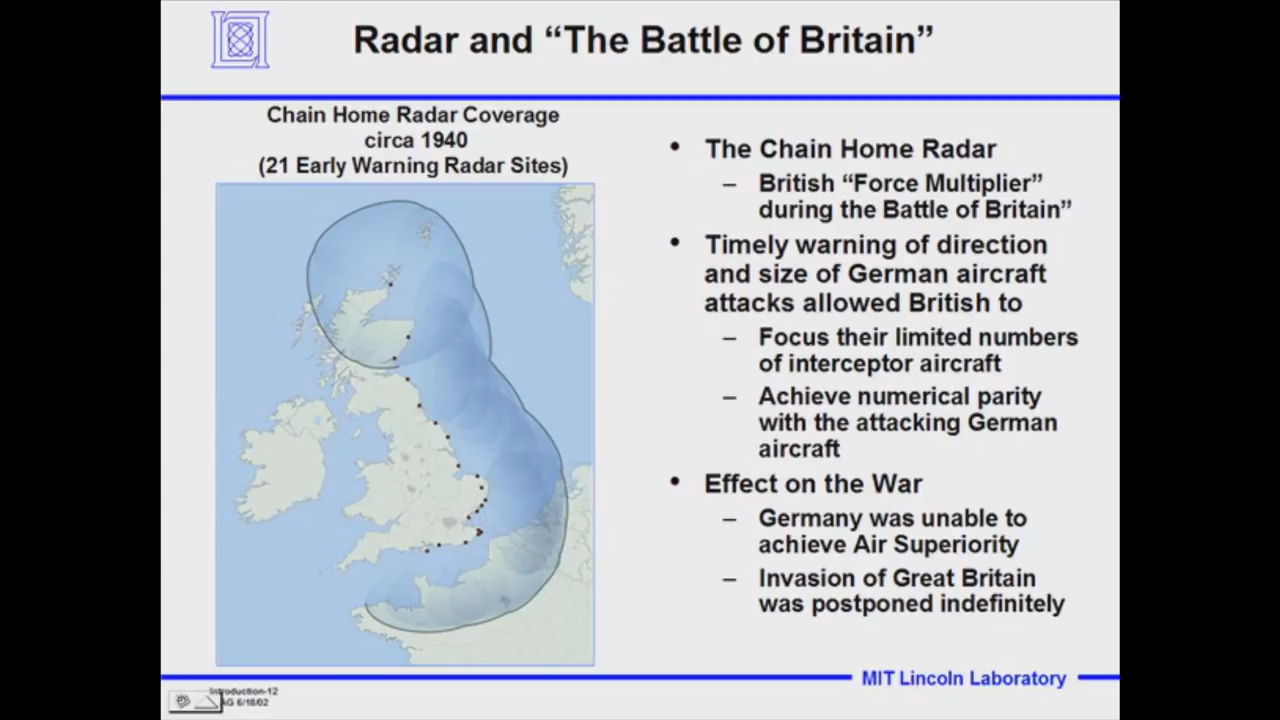 Radar and “The Battle of Britain”
Chain Home Radar Coverage
circa 1940
(21 Early Warning Radar Sites)
• The Chain Home Radar
– British “Force Multiplier”
during the Battle of Britain”
• Timely warning of direction
and size of German aircraft
attacks allowed British to
– Focus their limited numbers
of interceptor aircraft
– Achieve numerical parity
with the attacking German
aircraft
• Effect on the War
– Germany was unable to
achieve Air Superiority
– Invasion of Great Britain
was postponed indefinitely
MIT Lincoln Laboratory
Introduction-12
AG 6/18/02